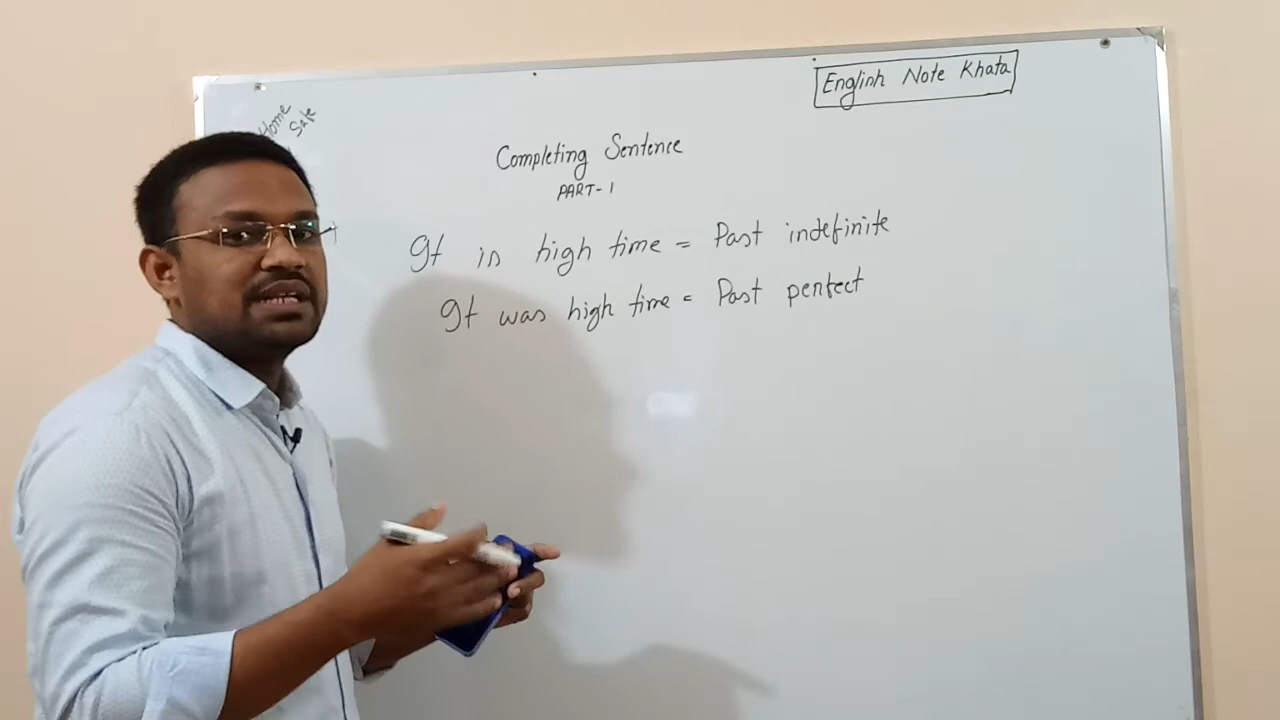 English Note Khata
Home
Safe
Completing Sentence
PART-1
It is high time = Past indefinite
It was high time = Past perfect